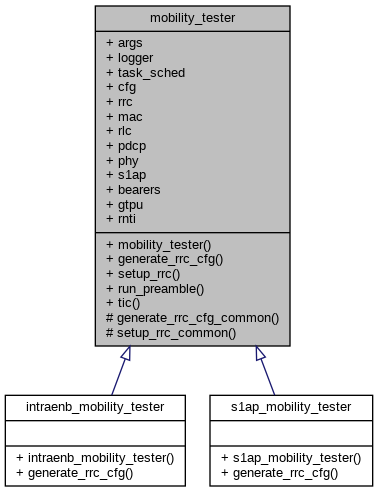 mobility_tester
+ args
+ logger
+ task_sched
+ cfg
+ rrc
+ mac
+ rlc
+ pdcp
+ phy
+ s1ap
+ bearers
+ gtpu
+ rnti
+ mobility_tester()
+ generate_rrc_cfg()
+ setup_rrc()
+ run_preamble()
+ tic()
# generate_rrc_cfg_common()
# setup_rrc_common()
intraenb_mobility_tester
+ intraenb_mobility_tester()
+ generate_rrc_cfg()
s1ap_mobility_tester
+ s1ap_mobility_tester()
+ generate_rrc_cfg()